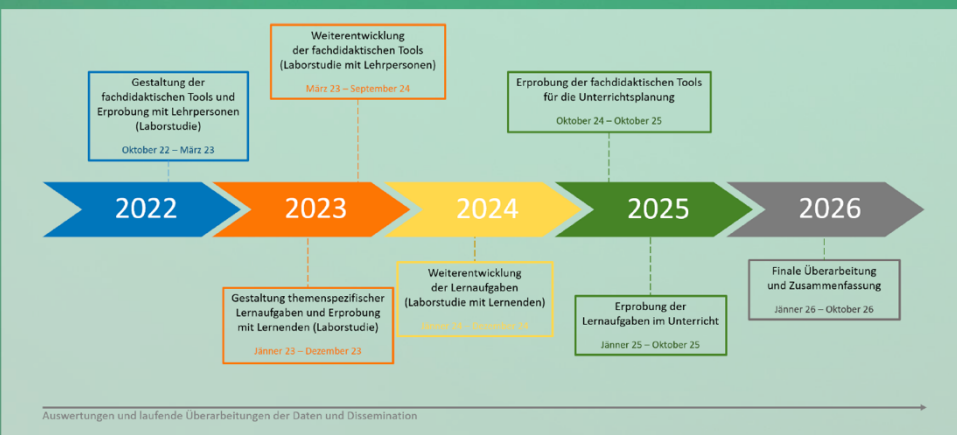 Weiterentwicklung
der fachdidaktischen Tools
(Laborstudie mit Lehrpersonen)
März 23 – September 24
Gestaltung der
fachdidaktischen Tools und
Erprobung mit Lehrpersonen
(Laborstudie)
Oktober 22 – März 23
Erprobung der fachdidaktischen Tools
für die Unterrichtsplanung
Oktober 24 – Oktober 25
2022
2023
2024
2025
2026
Gestaltung themenspezifischer
Lernaufgaben und Erprobung
mit Lernenden (Laborstudie)
Jänner 23 – Dezember 23
Weiterentwicklung
der Lernaufgaben
(Laborstudie mit Lernenden)
Jänner 24 – Dezember 24
Erprobung der
Lernaufgaben im Unterricht
Jänner 25 – Oktober 25
Finale Überarbeitung
und Zusammenfassung
Jänner 26 – Oktober 26
Auswertungen und laufende Überarbeitungen der Daten und Dissemination